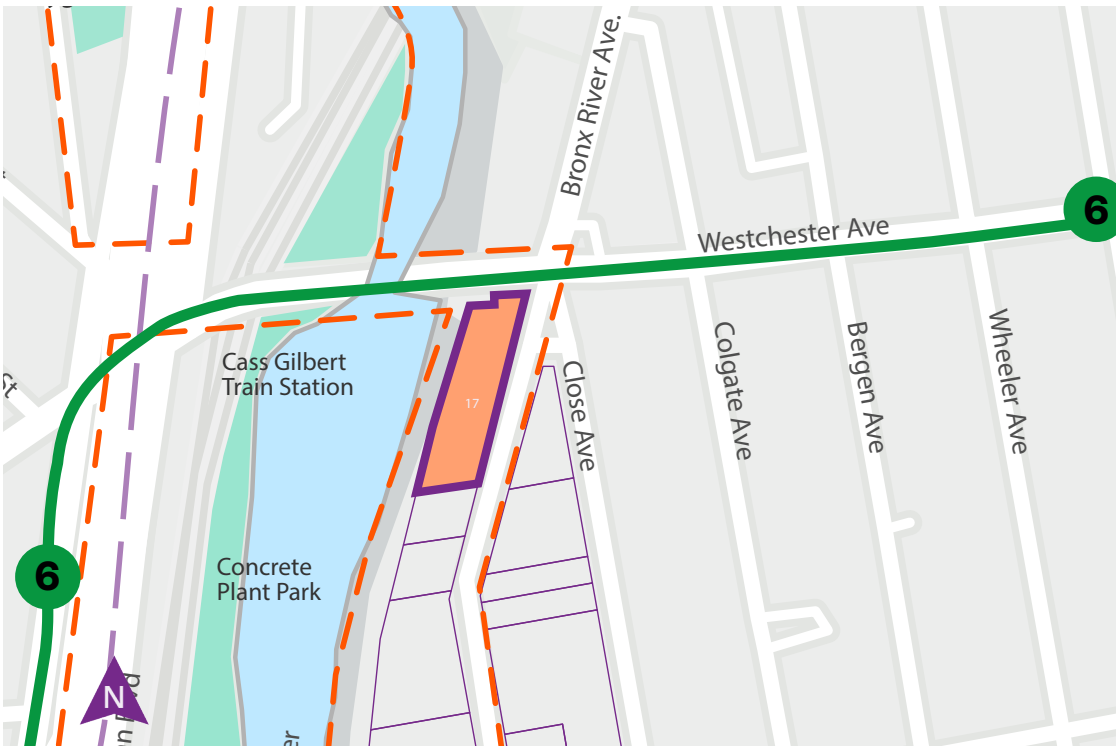 Bronx River Ave.
6
Westchester Ave
Cass Gilbert
Train Station
17
Close Ave
Colgate Ave
Bergen Ave
Wheeler Ave
St
6
Concrete
Plant Park
N